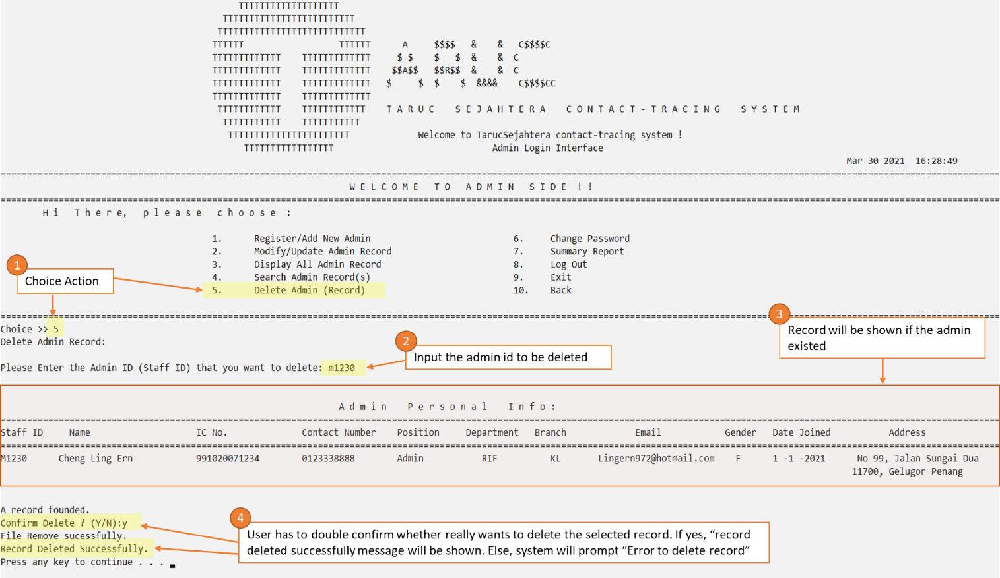 TTTTTTTTTTTTTTTTTTT
TTTTTTTTTTTTTTTTTTTTTTTTT
TTTTTTTTTTTTTTTTTTTTTTTTTTTT
TTTTTT TTTTTT A $$$$ & & C$$$$C
TTTTTTTTTTTTT TTTTTTTTTTTTT $ $ $ $ & & C
TTTTTTTTTTTTT TTTTTTTTTTTTT $$A$$ $$R$$ & & C
TTTTTTTTTTTTT TTTTTTTTTTTTT $ $ $ $ &&&& C$$$$CC
TTTTTTTTTTTTT TTTTTTTTTTTTT
TTTTTTTTTTTT TTTTTTTTTTTT T A R U C S E J A H T E R A C O N T A C T - T R A C I N G S Y S T E M
TTTTTTTTTTT TTTTTTTTTTT
TTTTTTTTTTTTTTTTTTTTTTT Welcome to TarucSejahtera contact-tracing system !
TTTTTTTTTTTTTTTTT Admin Login Interface
Mar 30 2021 16:28:49
W E L C O M E T O A D M I N S I D E ! !
H i T h e r e, p l e a s e c h o o s e :
1. Register/Add New Admin 6. Change Password
2. Modify/Update Admin Record 7. Summary Report
3. Display All Admin Record 8. Log Out
4. Search Admin Record(s) 9. Exit
5. Delete Admin (Record) 10. Back
1
Choice Action
Choice >> 5
Delete Admin Record:
2
Input the admin id to be deleted
3
Record will be shown if the admin
existed
Please Enter the Admin ID (Staff ID) that you want to delete: m1230
A d m i n P e r s o n a l I n f o :
Staff ID Name IC No. Contact Number Position Department Branch Email Gender Date Joined Address
M1230 Cheng Ling Ern 991020071234 0123338888 Admin RIF KL Lingern972@hotmail.com F 1 -1 -2021 No 99, Jalan Sungai Dua
11700, Gelugor Penang
A record founded.
Confirm Delete ? (Y/N):y
File Remove sucessfully.
Record Deleted Successfully.
Press any key to continue . . .
4
User has to double confirm whether really wants to delete the selected record. If yes, “record
deleted successfully message will be shown. Else, system will prompt “Error to delete record”